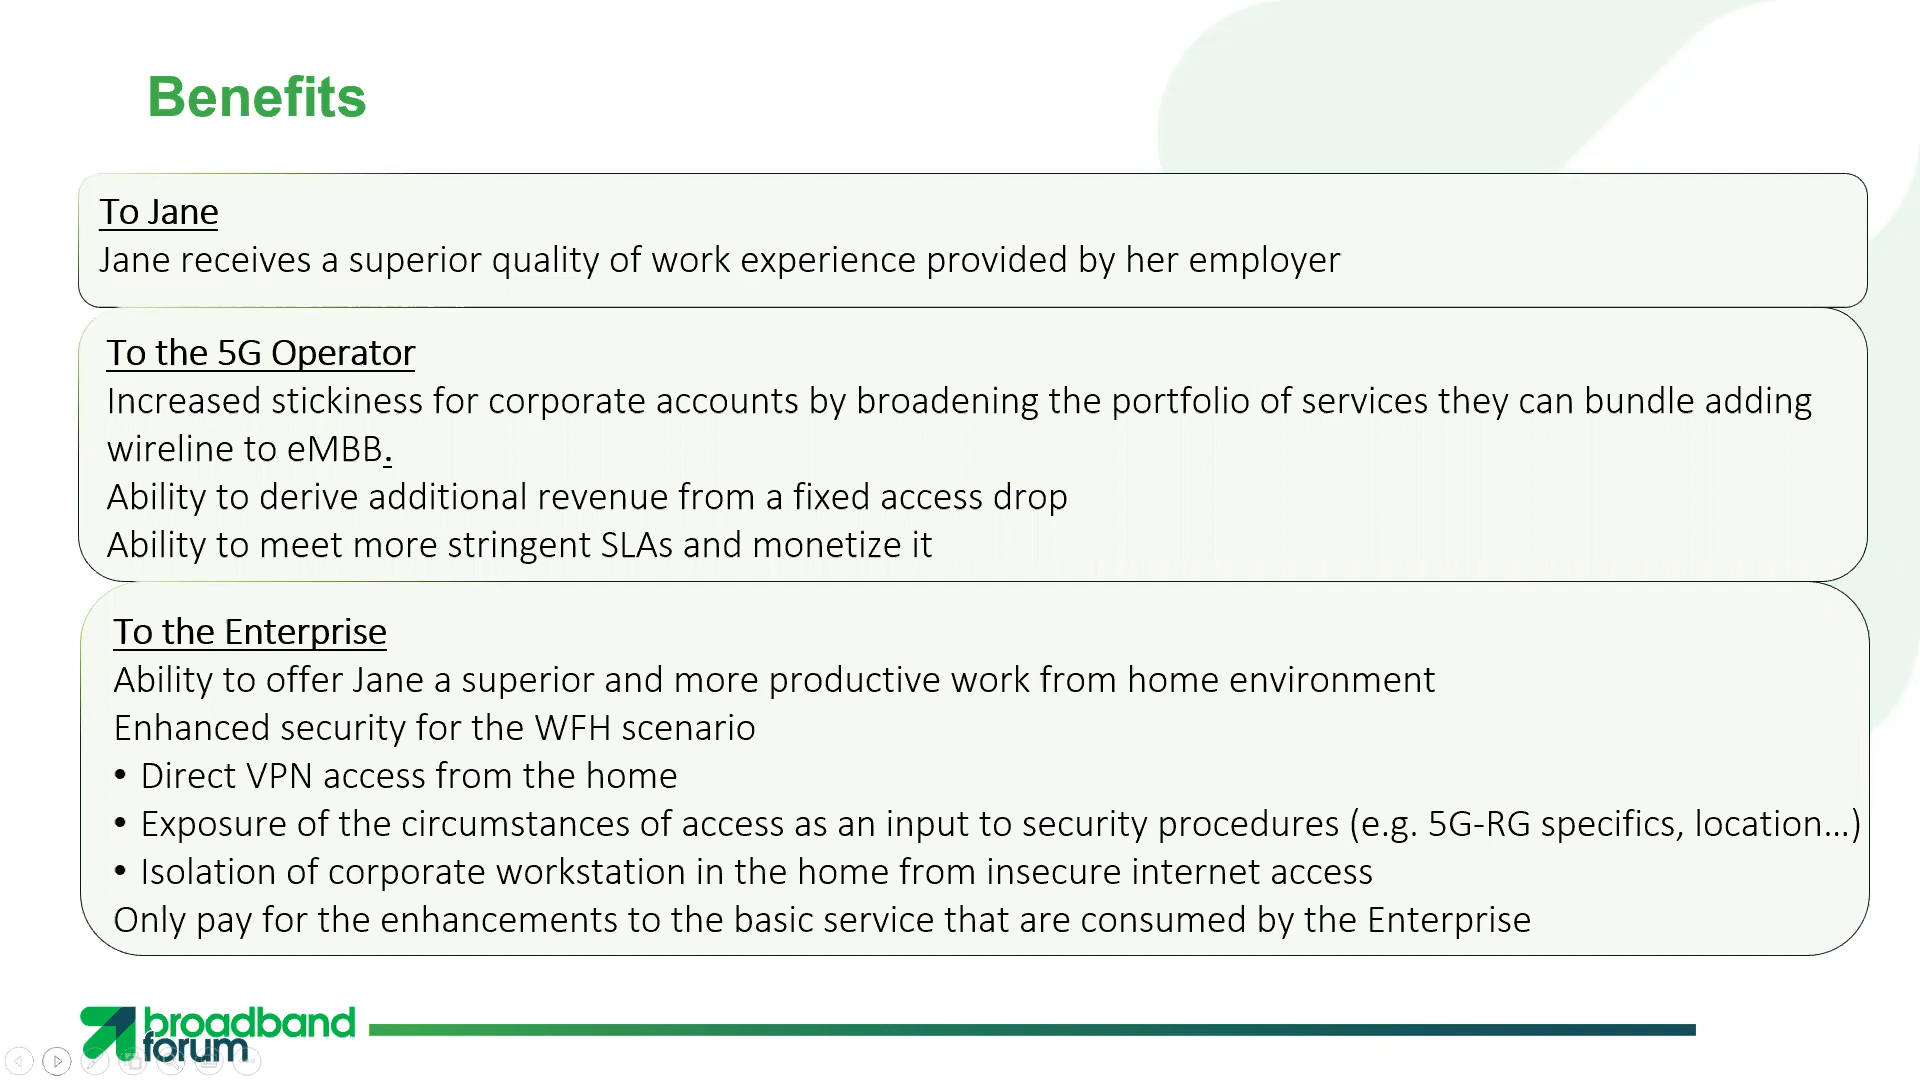 Benefits
To Jane
Jane receives a superior quality of work experience provided by her employer
To the 5G Operator
Increased stickiness for corporate accounts by broadening the portfolio of services they can bundle adding
wireline to eMBB.
Ability to derive additional revenue from a fixed access drop
Ability to meet more stringent SLAs and monetize it
To the Enterprise
Ability to offer Jane a superior and more productive work from home environment
Enhanced security for the WFH scenario
• Direct VPN access from the home
• Exposure of the circumstances of access as an input to security procedures (e.g. 5G-RG specifics, location…)
• Isolation of corporate workstation in the home from insecure internet access
Only pay for the enhancements to the basic service that are consumed by the Enterprise
broadband
forum